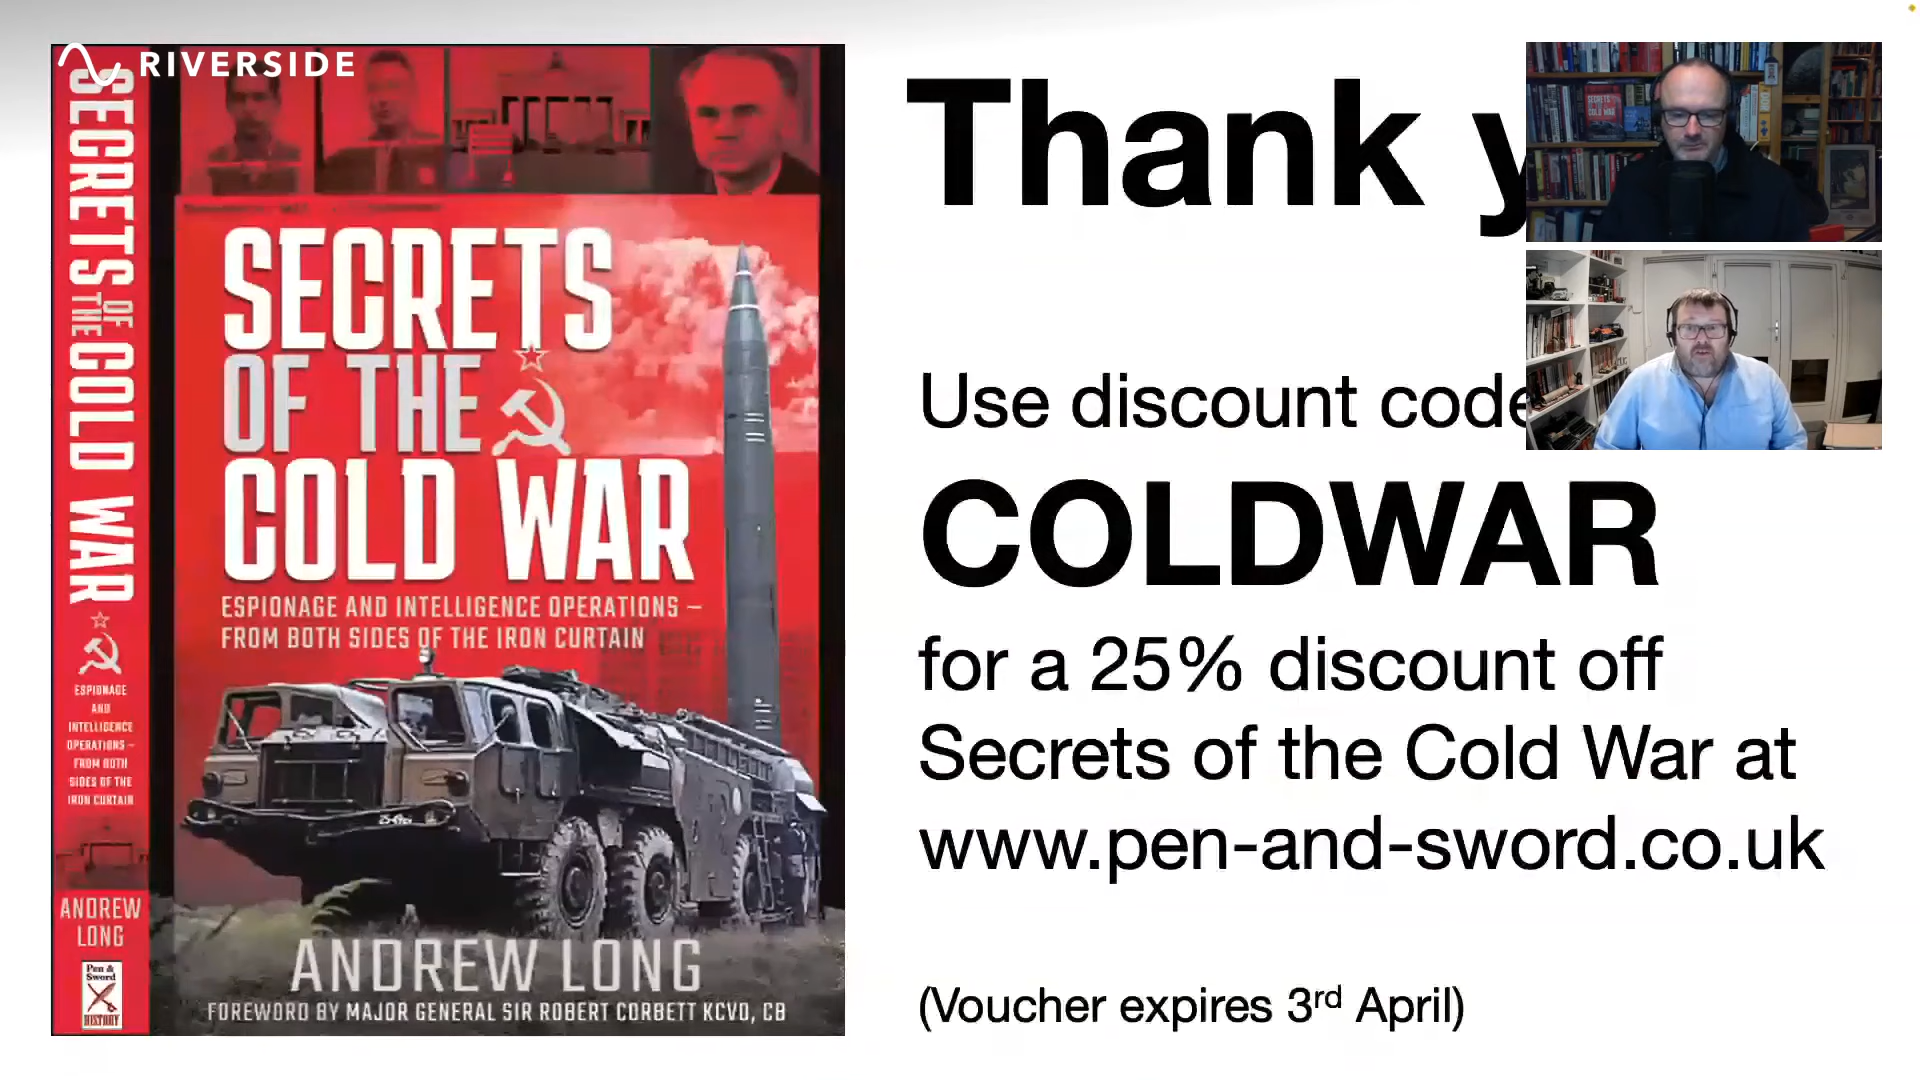 RIVERSIDE
SECRETS OF THE COLD WAR
ESPIONAGE
AND
INTELLIGENCE
OPERATIONS –
FROM BOTH
SIDES OF THE
IRON CURTAIN
ANDREW
LONG
Pen &
Sword
HISTORY
SECRETS
OF THE
COLD WAR
ESPIONAGE AND INTELLIGENCE OPERATIONS –
FROM BOTH SIDES OF THE IRON CURTAIN
ANDREW LONG
FOREWORD BY MAJOR GENERAL SIR ROBERT CORBETT KCVO, CB
Thank y
Use discount code
COLDWAR
for a 25% discount off
Secrets of the Cold War at
www.pen-and-sword.co.uk
(Voucher expires 3rd April)
SECRETS
COLD WAR